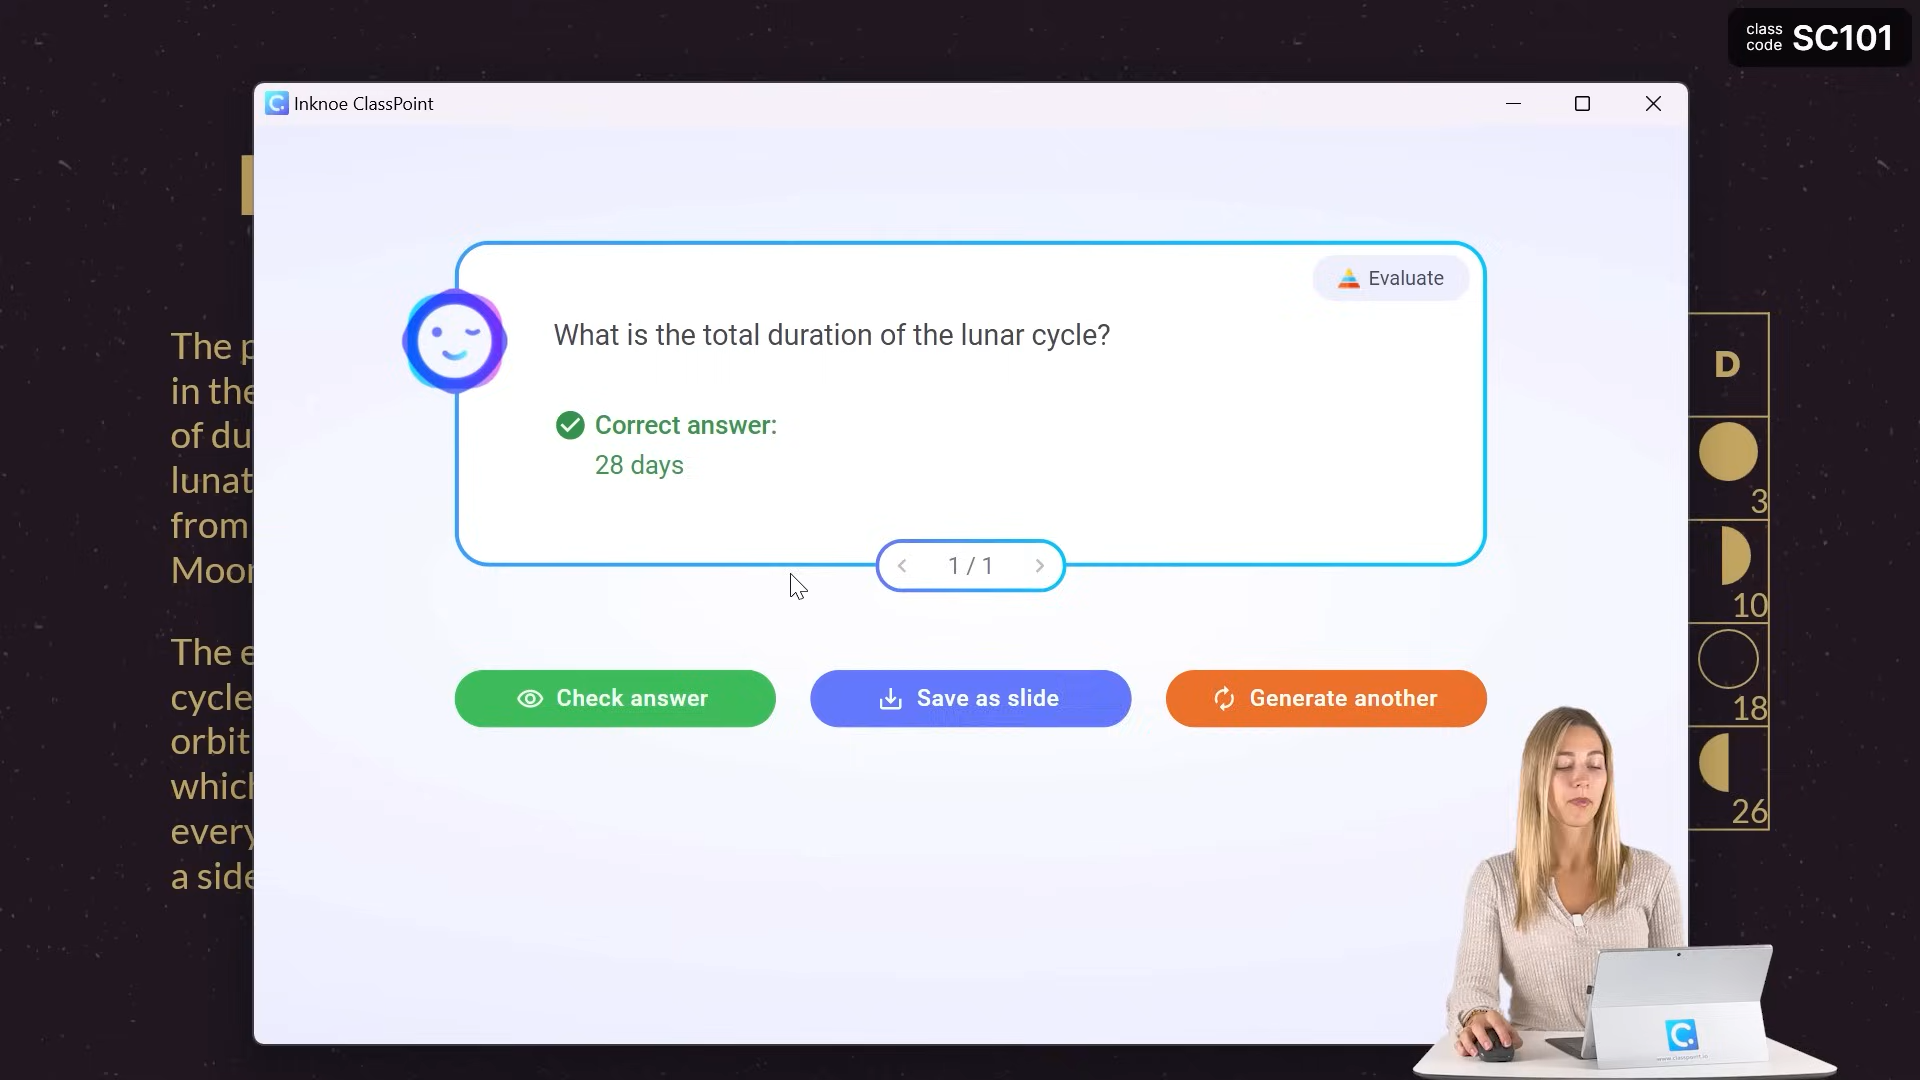 class
code SC101
Inknoe ClassPoint
Evaluate
What is the total duration of the lunar cycle?
Correct answer:
28 days
1 / 1
Check answer
Save as slide
Generate another
The
in the
of du
lunat
from
Moor
The e
cycle
orbit
which
every
a side
D
3
10
18
26
C.